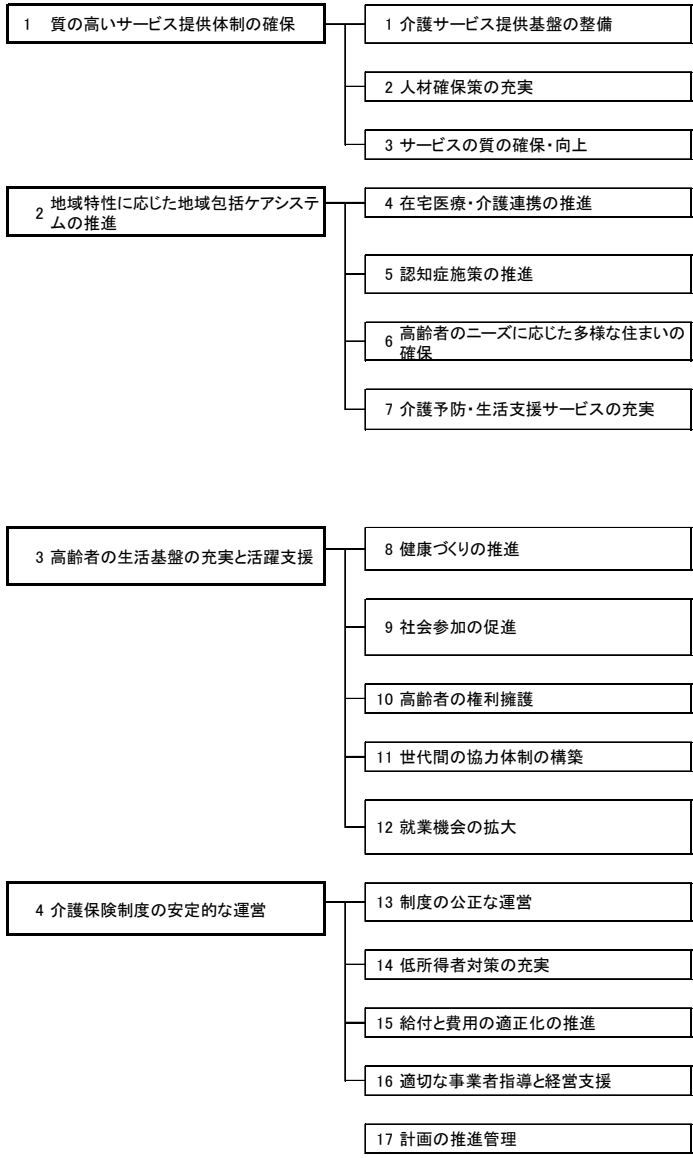 1 質の高いサービス提供体制の確保
1 介護サービス提供基盤の整備
2 人材確保策の充実
3 サービスの質の確保・向上
2 地域特性に応じた地域包括ケアシステ
ムの推進
4 在宅医療・介護連携の推進
5 認知症施策の推進
6 高齢者のニーズに応じた多様な住まいの
確保
7 介護予防・生活支援サービスの充実
3 高齢者の生活基盤の充実と活躍支援
8 健康づくりの推進
9 社会参加の促進
10 高齢者の権利擁護
11 世代間の協力体制の構築
12 就業機会の拡大
4 介護保険制度の安定的な運営
13 制度の公正な運営
14 低所得者対策の充実
15 給付と費用の適正化の推進
16 適切な事業者指導と経営支援
17 計画の推進管理